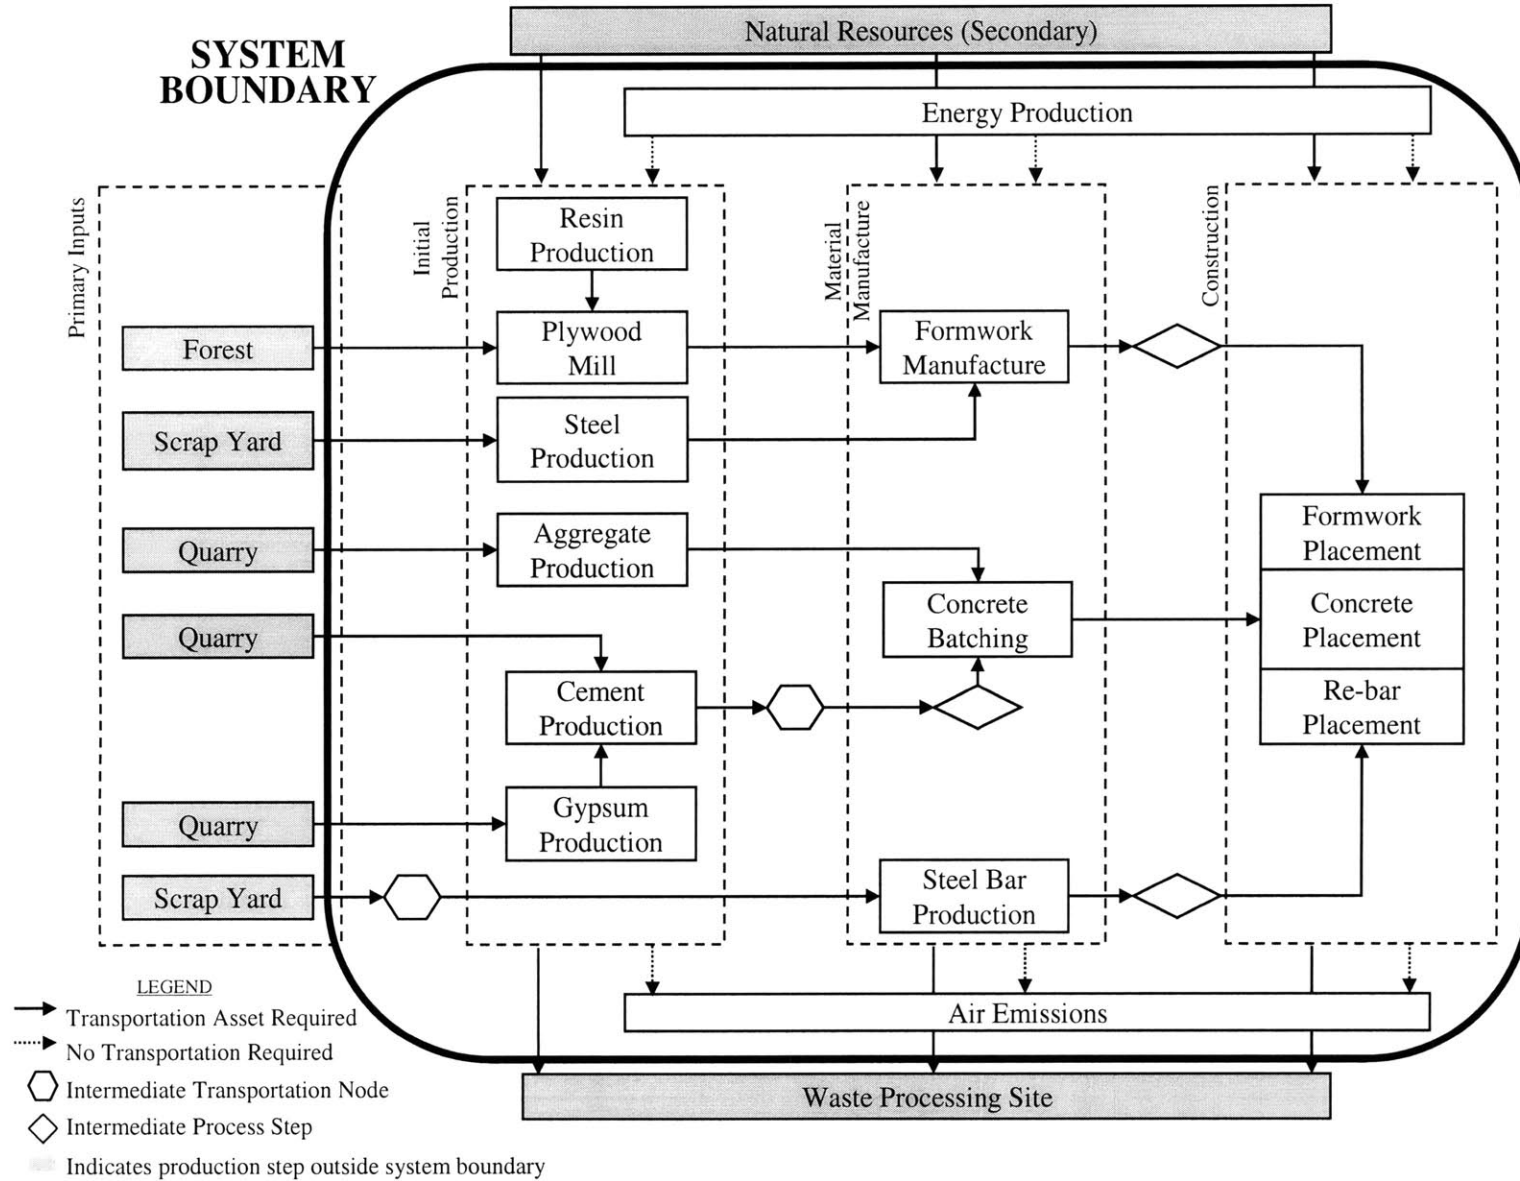 Natural Resources (Secondary)
SYSTEM
BOUNDARY
Energy Production
Primary Inputs
Initial
Production
Material
Manufacture
Construction
Resin
Production
Forest
Plywood
Mill
Formwork
Manufacture
Scrap Yard
Steel
Production
Quarry
Aggregate
Production
Formwork
Placement
Quarry
Concrete
Batching
Concrete
Placement
Cement
Production
Re-bar
Placement
Quarry
Gypsum
Production
Scrap Yard
Steel Bar
Production
LEGEND
Transportation Asset Required
No Transportation Required
Intermediate Transportation Node
Intermediate Process Step
Indicates production step outside system boundary
Air Emissions
Waste Processing Site